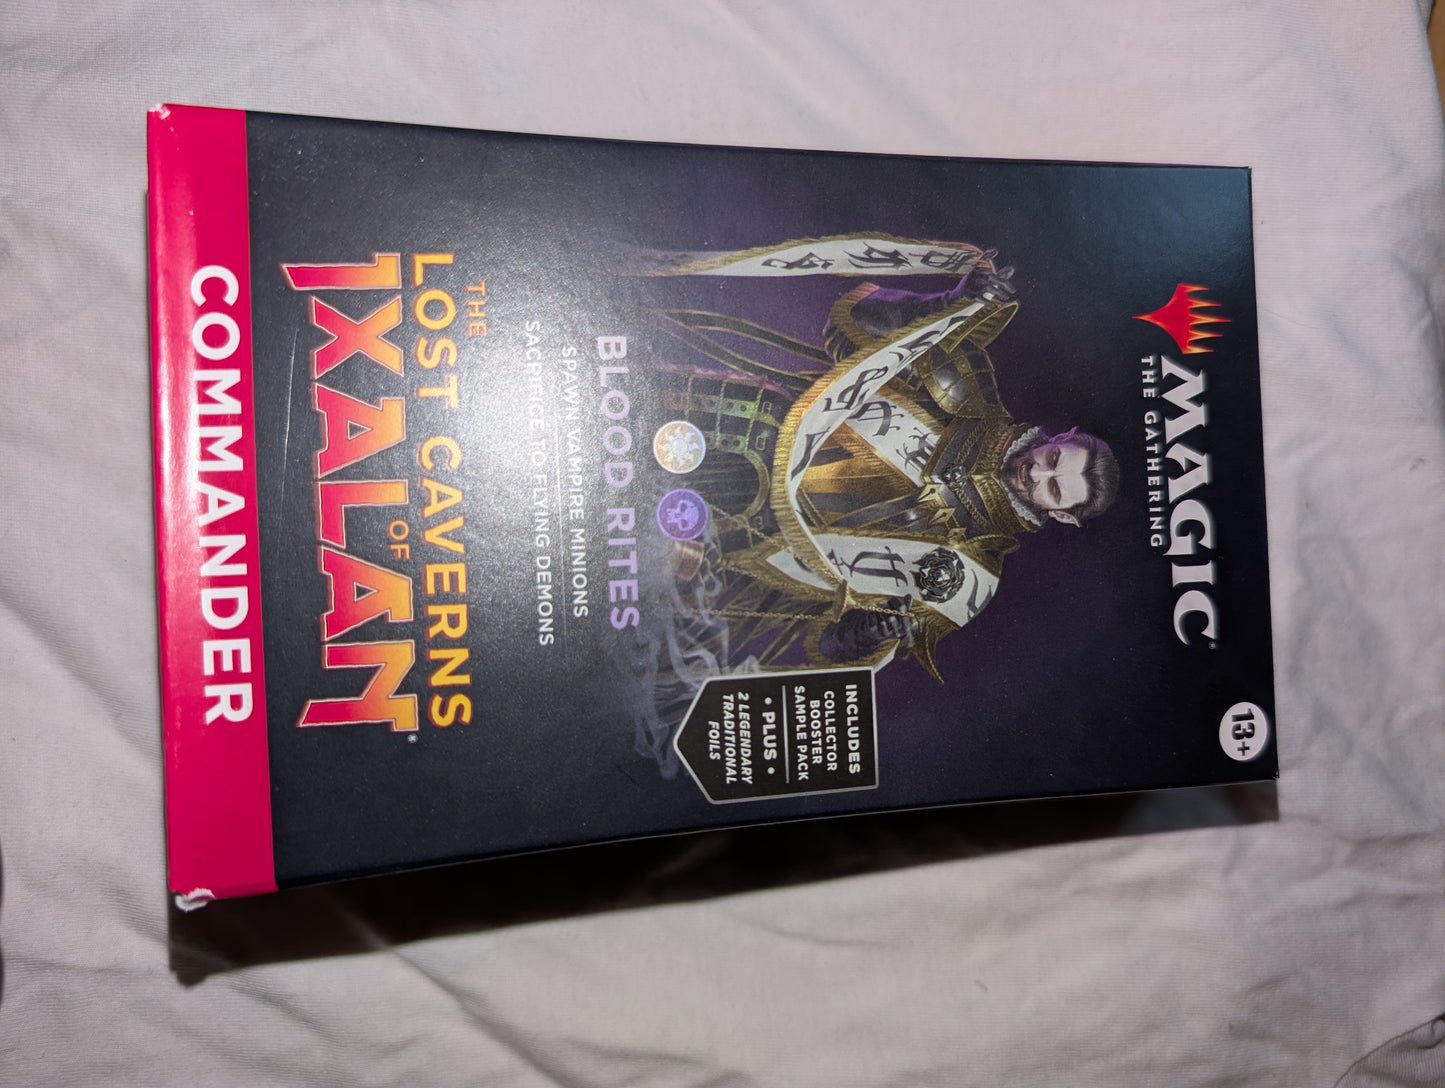 MAGIC
THE GATHERING
13+
INCLUDES
COLLECTOR
BOOSTER
SAMPLE PACK
• PLUS •
2 LEGENDARY
TRADITIONAL
FOILS
BLOOD RITES
SPAWN VAMPIRE MINIONS
SACRIFICE TO FLYING DEMONS
THE
LOST CAVERNS
OF
IXALAN
COMMANDER